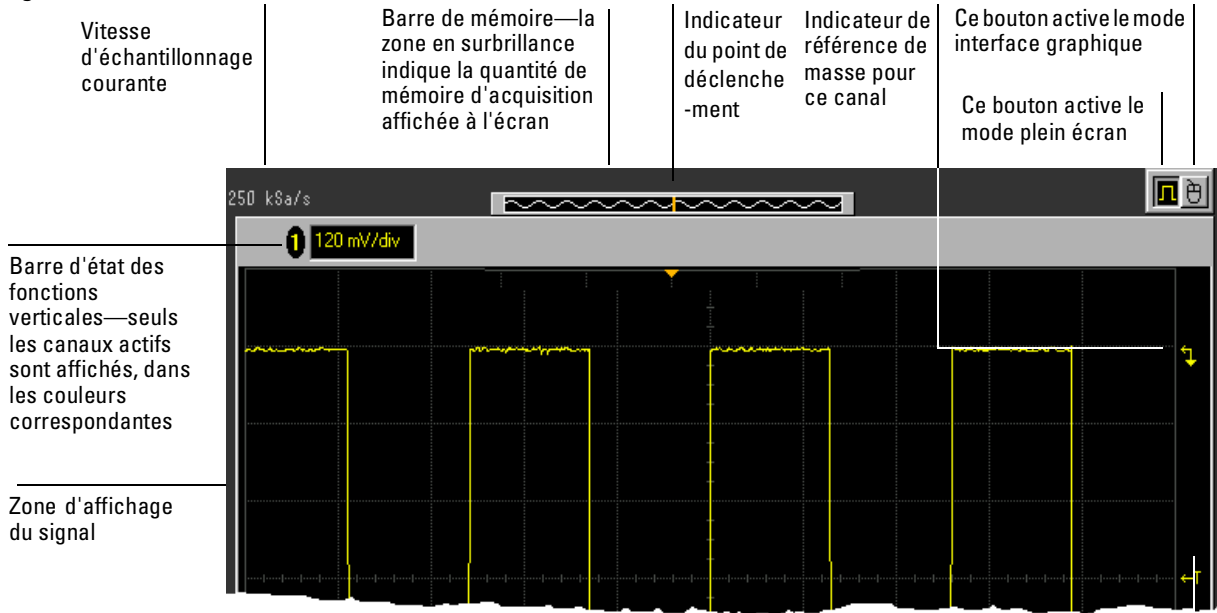 Vitesse
d'échantillonnage
courante
Barre de mémoire—la
zone en surbrillance
indique la quantité de
mémoire d'acquisition
affichée à l'écran
Indicateur
du point de
déclenche
-ment
Indicateur de
référence de
masse pour
ce canal
Ce bouton active le mode
interface graphique
Ce bouton active le
mode plein écran
250 kSa/s
1 120 mV/div
Barre d'état des
fonctions
verticales—seuls
les canaux actifs
sont affichés, dans
les couleurs
correspondantes
Zone d'affichage
du signal
T